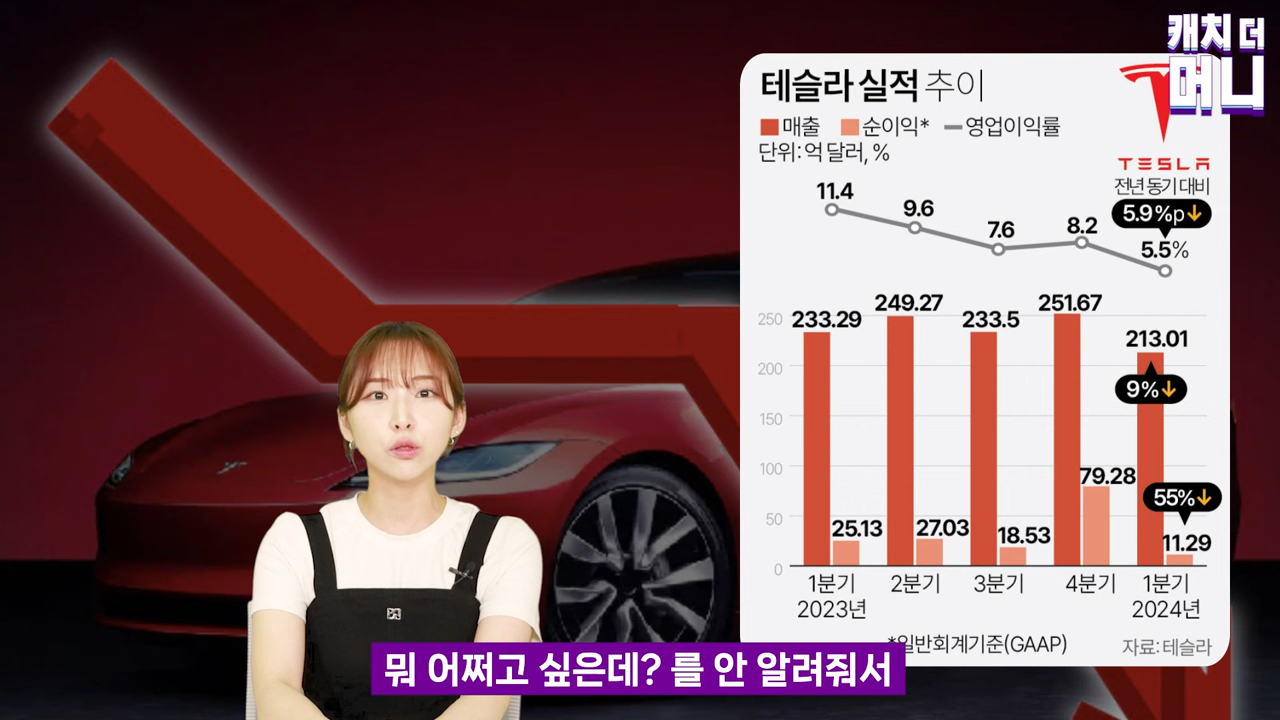 캐치 더
머니
테슬라 실적 추이
매출 순이익* 영업이익률
단위: 억 달러, %
TESLA
전년 동기 대비
5.9%p↓
11.4
9.6
7.6
8.2
5.5%
250
200
150
100
50
0
233.29
249.27
233.5
251.67
213.01
9%↓
25.13
27.03
18.53
79.28
55%↓
11.29
1분기 2분기 3분기 4분기 1분기
2023년 2024년
*일반회계기준(GAAP)
자료: 테슬라
뭐 어쩌고 싶은데? 를 안 알려줘서